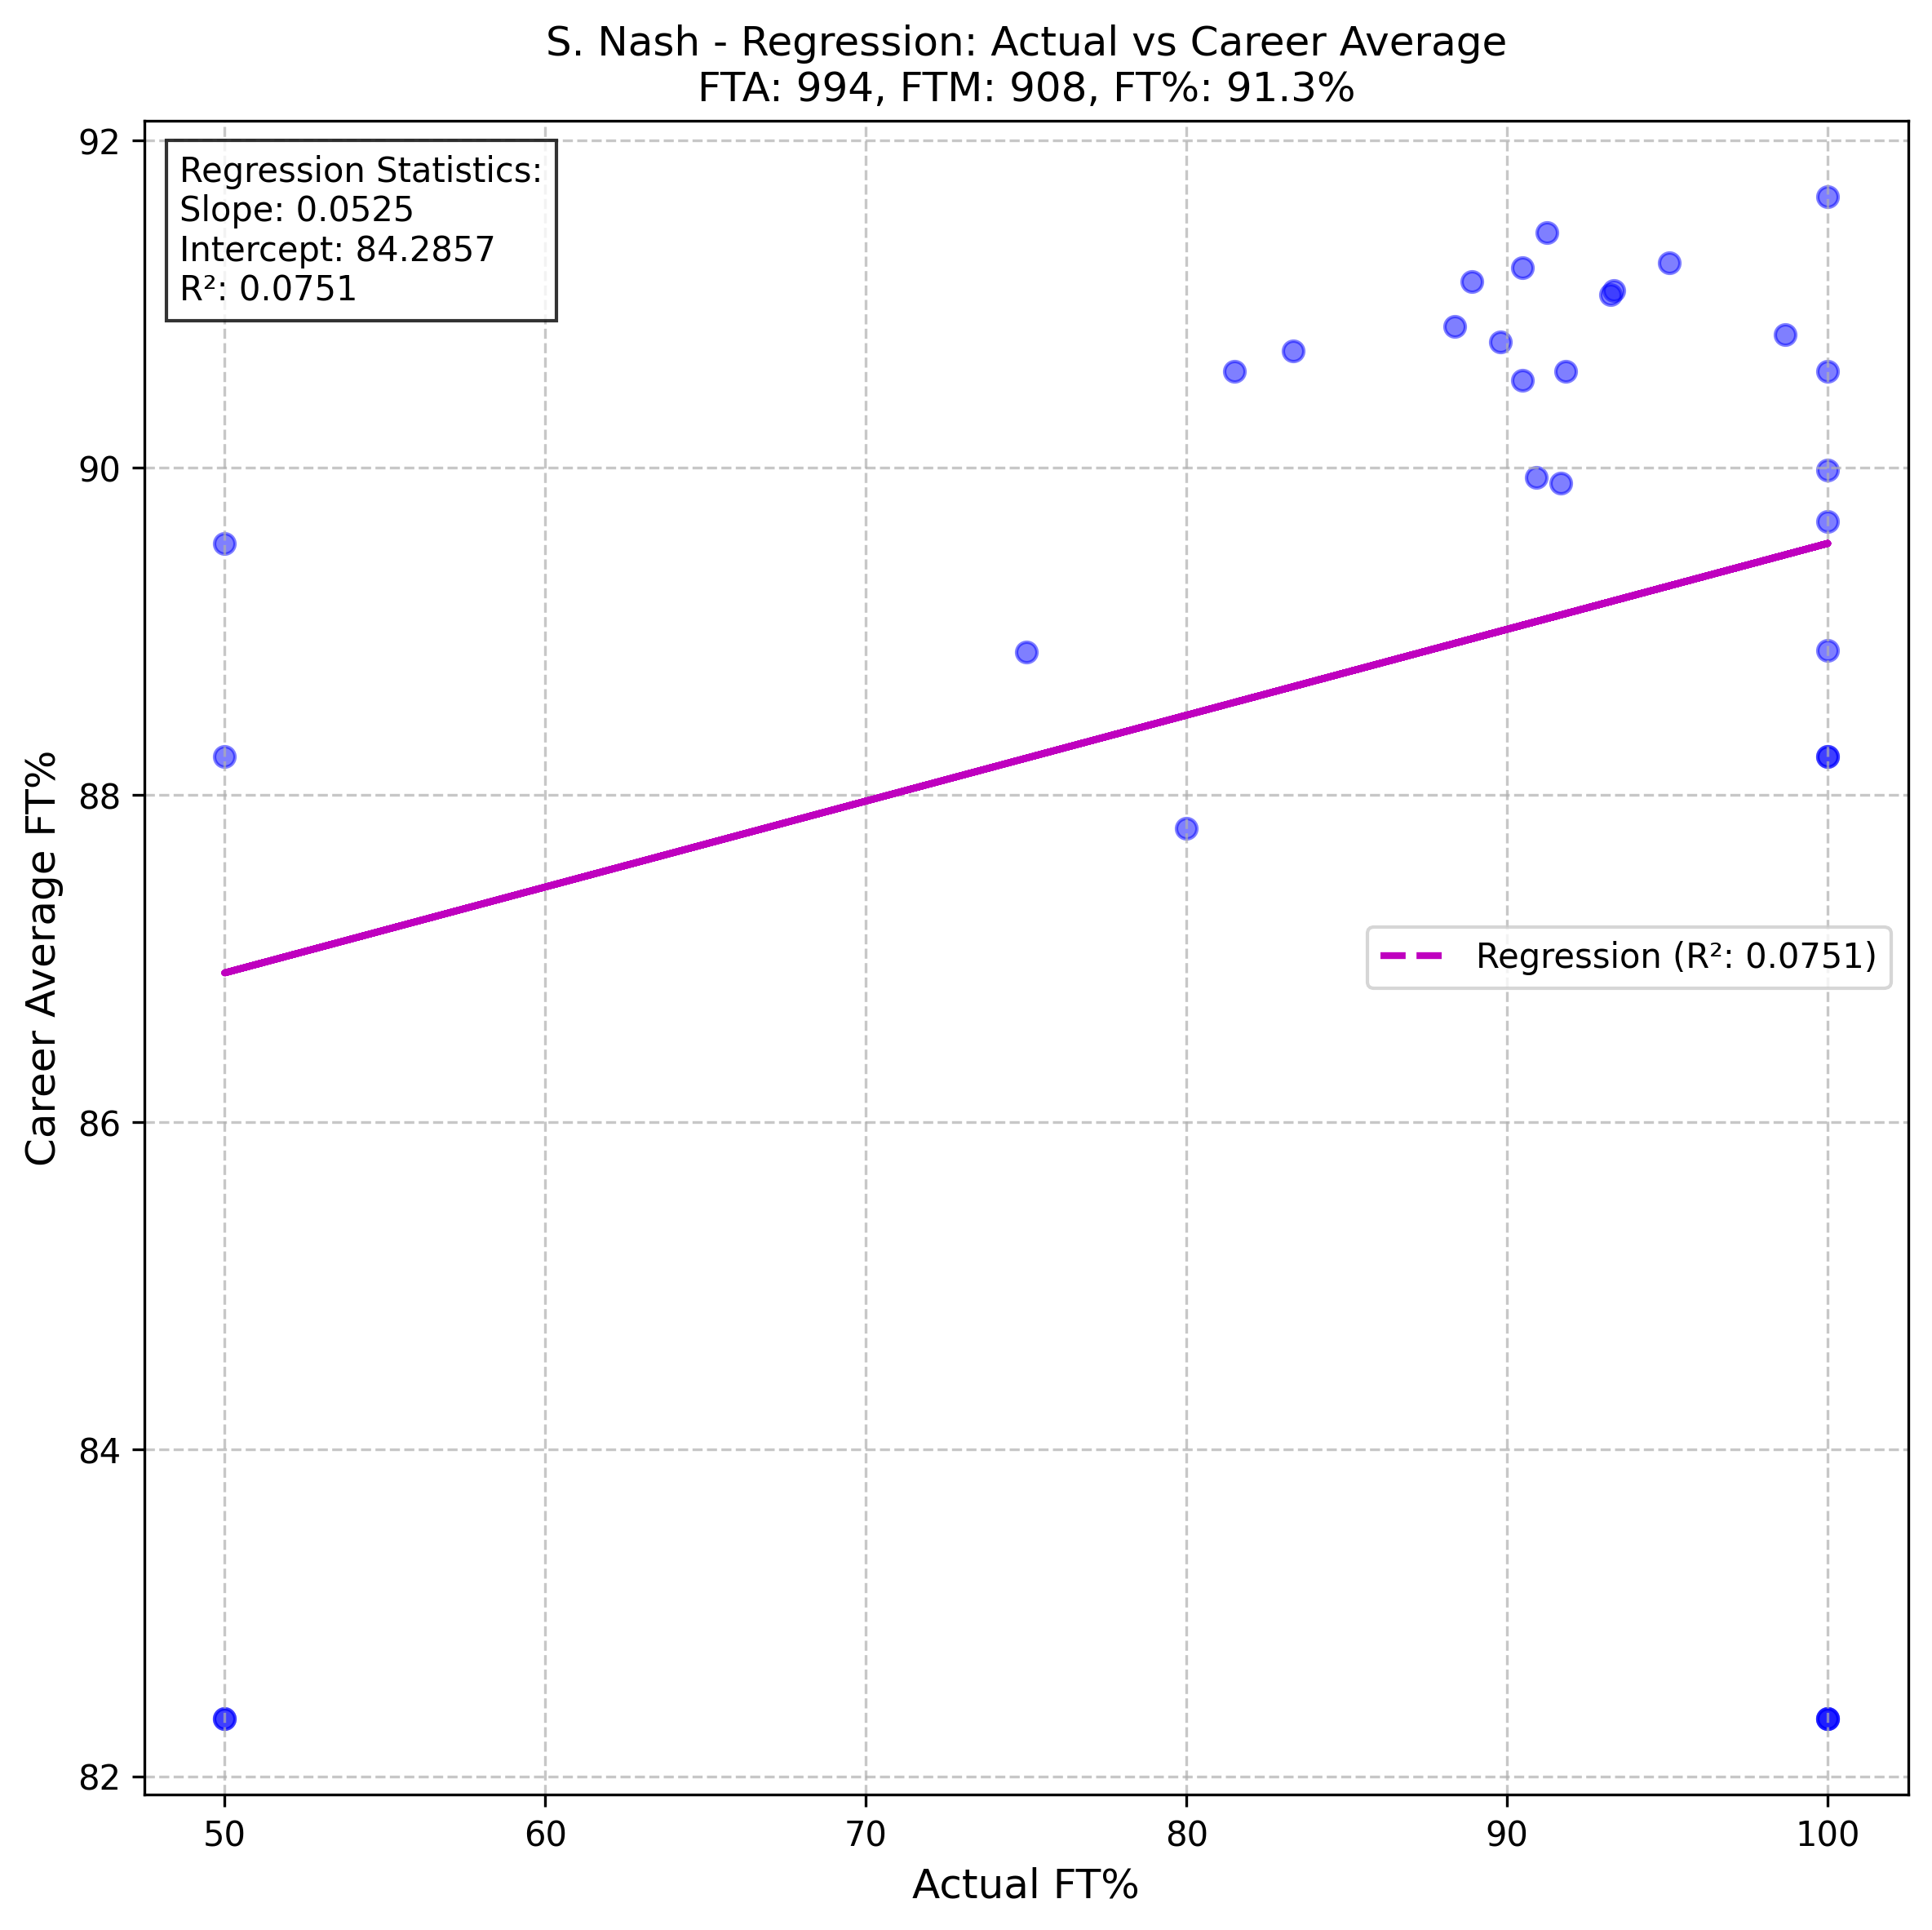 S. Nash - Regression: Actual vs Career Average
FTA: 994, FTM: 908, FT%: 91.3%
Regression Statistics:
Slope: 0.0525
Intercept: 84.2857
R²: 0.0751
92
90
88
86
84
82
Career Average FT%
Regression (R²: 0.0751)
50 60 70 80 90 100
Actual FT%